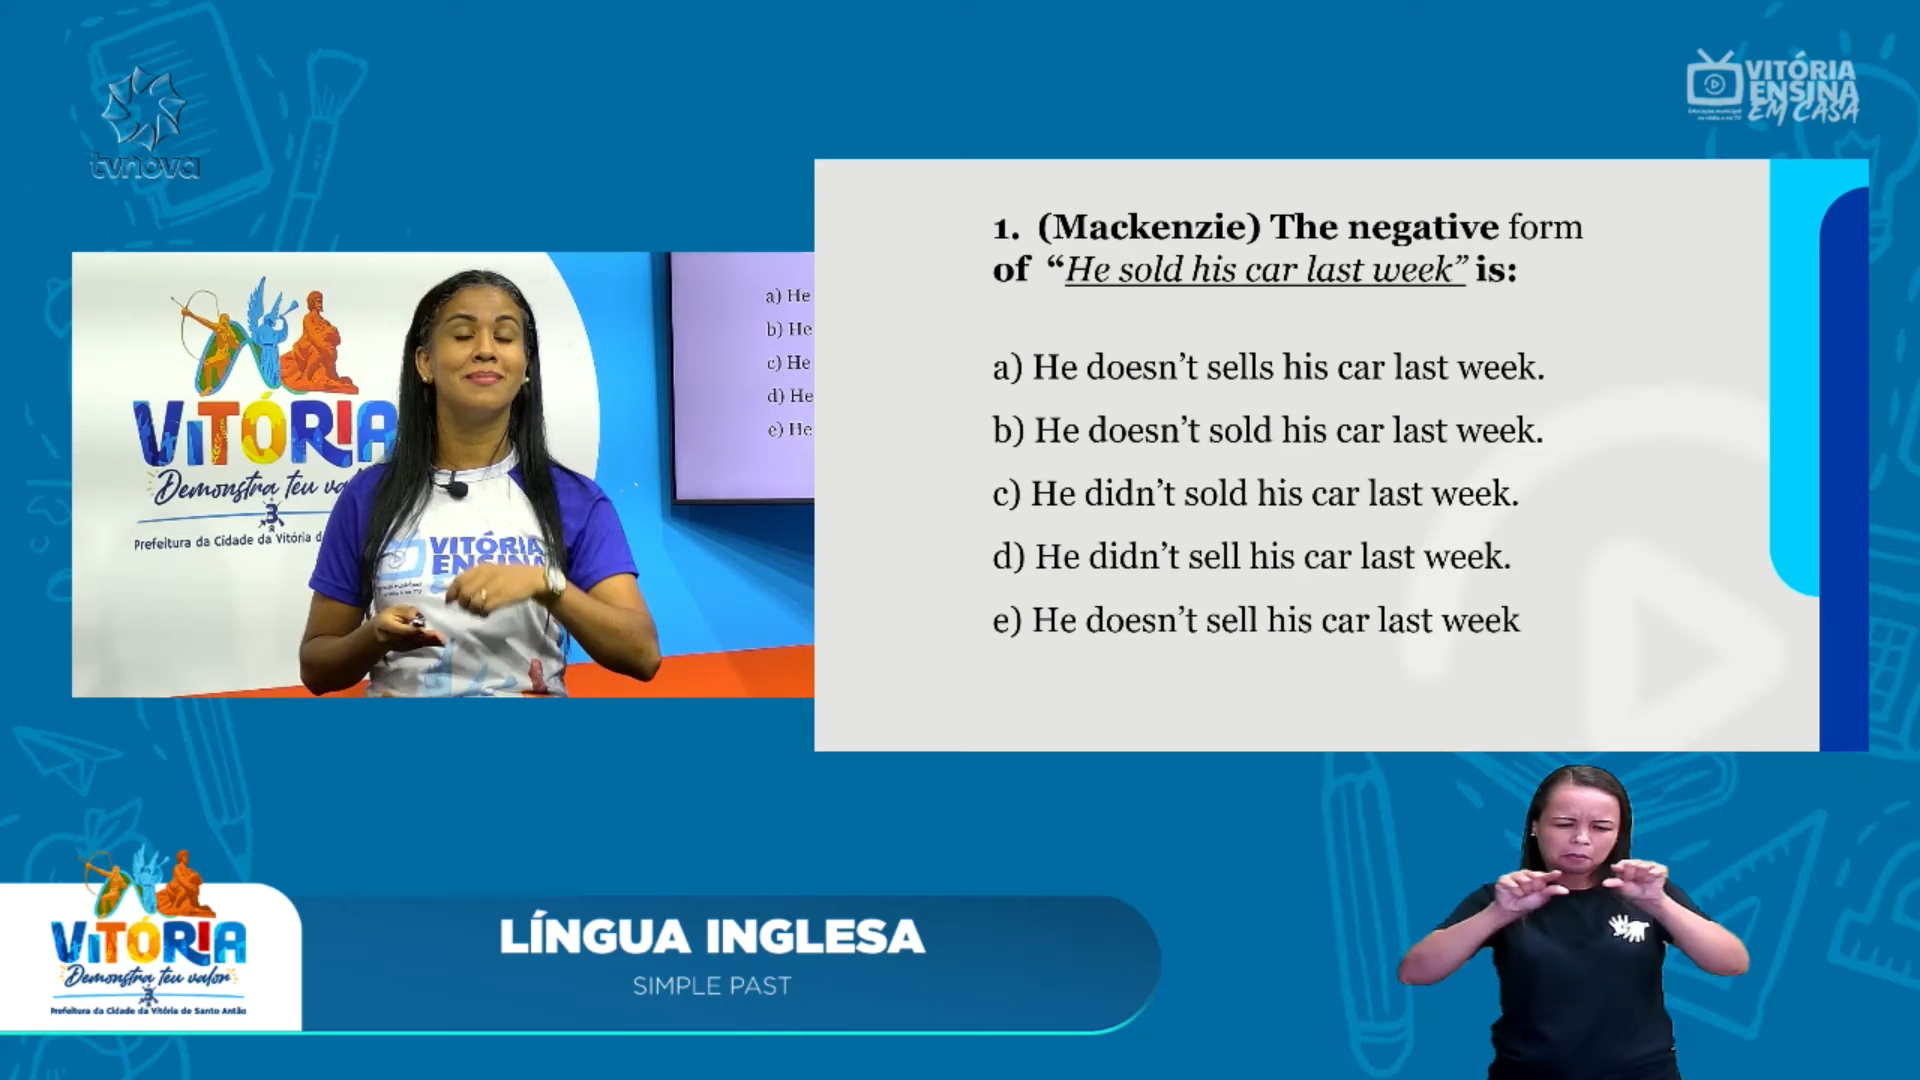 tvnova
VITÓRIA
ENSINA
EM CASA
1. (Mackenzie) The negative form
of “He sold his car last week” is:
a) He doesn’t sells his car last week.
b) He doesn’t sold his car last week.
c) He didn’t sold his car last week.
d) He didn’t sell his car last week.
e) He doesn’t sell his car last week
a) He
b) He
c) He
d) He
e) He
VITÓRIA
Demonstra teu va
Prefeitura da Cidade da Vitória d
VITÓRIA
ENSINA
LÍNGUA INGLESA
SIMPLE PAST
VITÓRIA
Demonstra teu valor
Prefeitura da Cidade da Vitória de Santo Antão